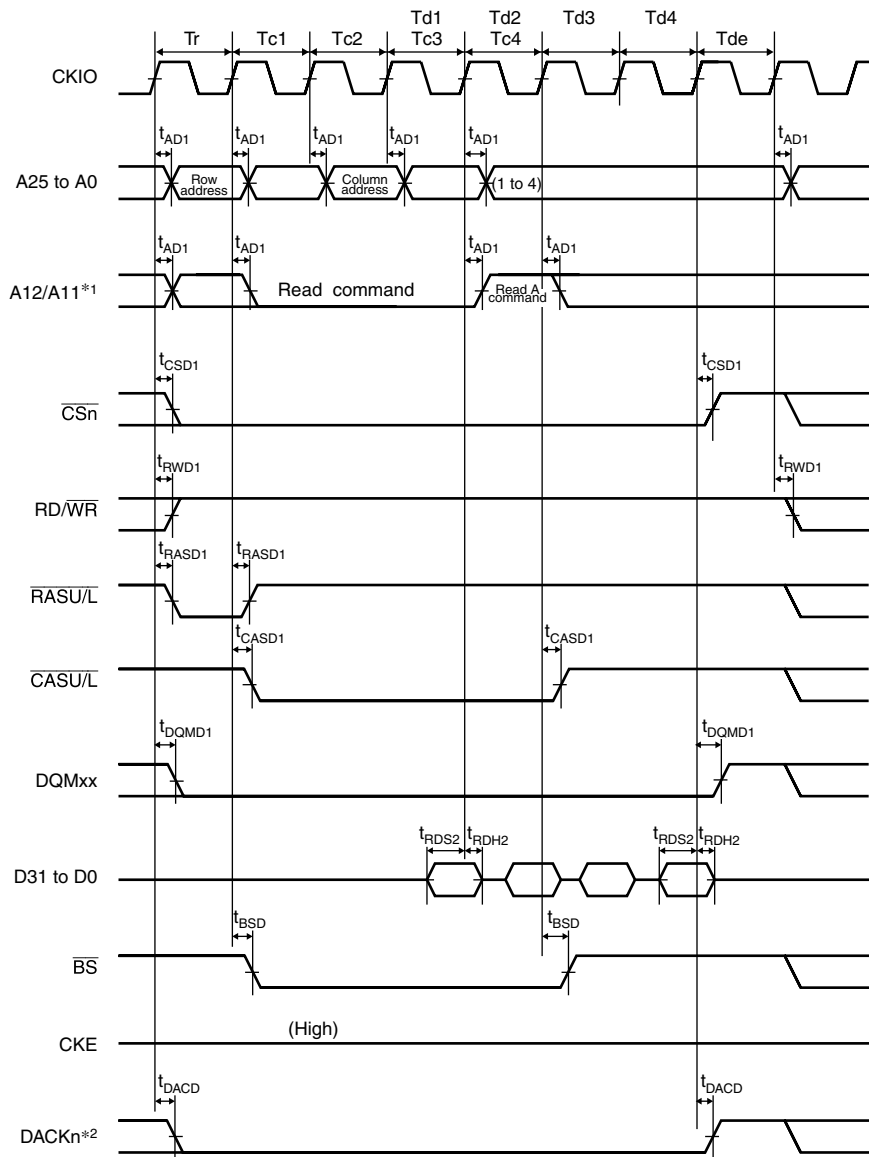 Td1 Td2 Td3 Td4
Tr Tc1 Tc2 Tc3 Tc4 Tde
CKIO
tAD1 tAD1 tAD1 tAD1 tAD1 tAD1
A25 to A0
Row address
Column address
(1 to 4)
tAD1 tAD1 tAD1 tAD1
A12/A11*1
Read command
Read A command
tCSD1 tCSD1
CSn
tRWD1 tRWD1
RD/WR
tRASD1 tRASD1
RASU/L
tCASD1 tCASD1
CASU/L
tDQMD1 tDQMD1
DQMxx
tRDS2 tRDH2 tRDS2 tRDH2
D31 to D0
tBSD tBSD
BS
(High)
CKE
tDACD tDACD
DACKn*2